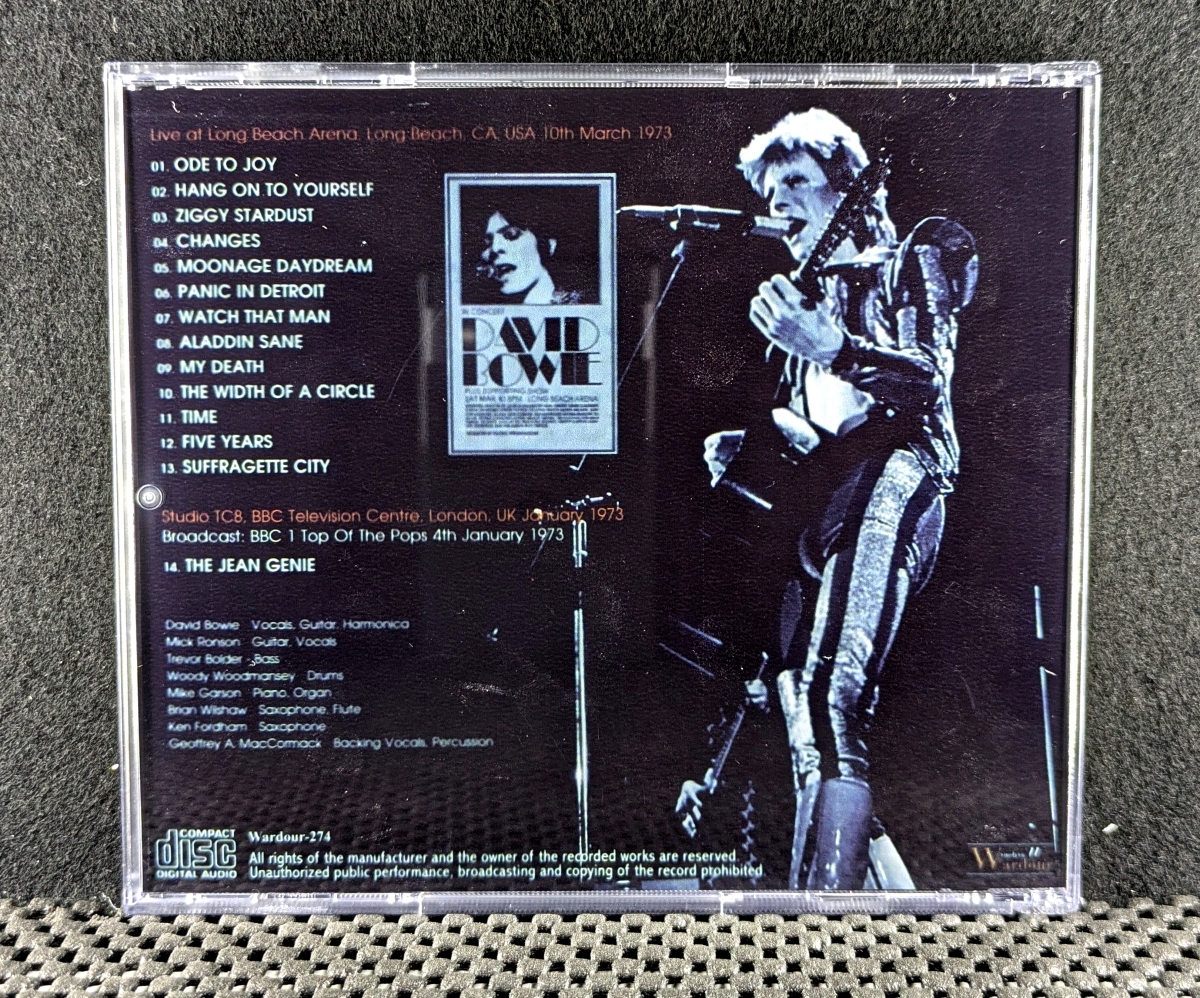 Live at Long Beach Arena, Long Beach, CA, USA 10th March 1973
01. ODE TO JOY
02. HANG ON TO YOURSELF
03. ZIGGY STARDUST
04. CHANGES
05. MOONAGE DAYDREAM
06. PANIC IN DETROIT
07. WATCH THAT MAN
08. ALADDIN SANE
09. MY DEATH
10. THE WIDTH OF A CIRCLE
11. TIME
12. FIVE YEARS
13. SUFFRAGETTE CITY
IN CONCERT
DAVID
BOWIE
PLUS SUPPORTING SHOW
SAT MAR. 10 8PM LONG BEACH ARENA
Studio TC8, BBC Television Centre, London, UK January 1973
Broadcast: BBC 1 Top Of The Pops 4th January 1973
14. THE JEAN GENIE
David Bowie Vocals, Guitar, Harmonica
Mick Ronson Guitar, Vocals
Trevor Bolder - Bass
Woody Woodmansey Drums
Mike Garson Piano, Organ
Brian Wilshaw Saxophone, Flute
Ken Fordham Saxophone
Geoffrey A. MacCormack Backing Vocals, Percussion
COMPACT
disc
DIGITAL AUDIO
Wardour-274
All rights of the manufacturer and the owner of the recorded works are reserved.
Unauthorized public performance, broadcasting and copying of the record prohibited
Wardour